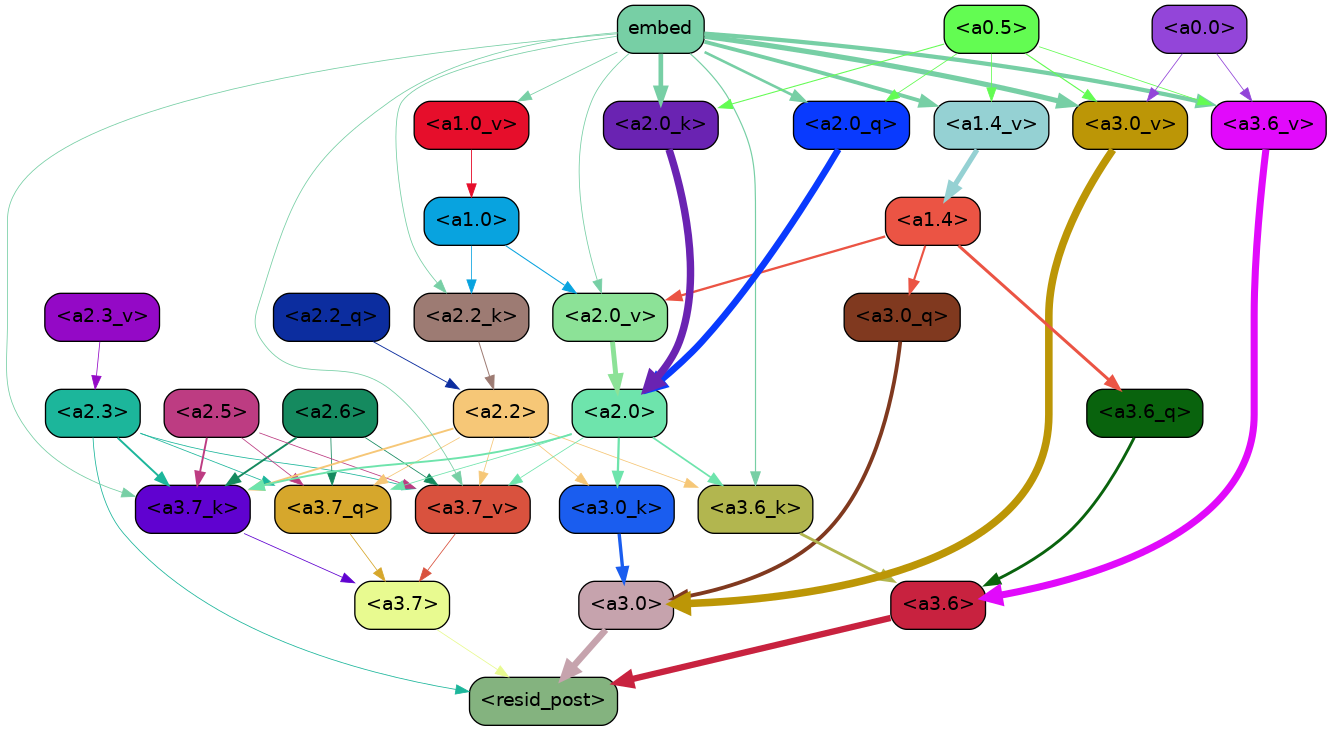 embed
<a0.5>
<a0.0>
<a1.0_v>
<a2.0_k>
<a2.0_q>
<a1.4_v>
<a3.0_v>
<a3.6_v>
<a1.0>
<a1.4>
<a2.3_v>
<a2.2_q>
<a2.2_k>
<a2.0_v>
<a3.0_q>
<a2.3>
<a2.5>
<a2.6>
<a2.2>
<a2.0>
<a3.6_q>
<a3.7_k>
<a3.7_q>
<a3.7_v>
<a3.0_k>
<a3.6_k>
<a3.7>
<a3.0>
<a3.6>
<resid_post>